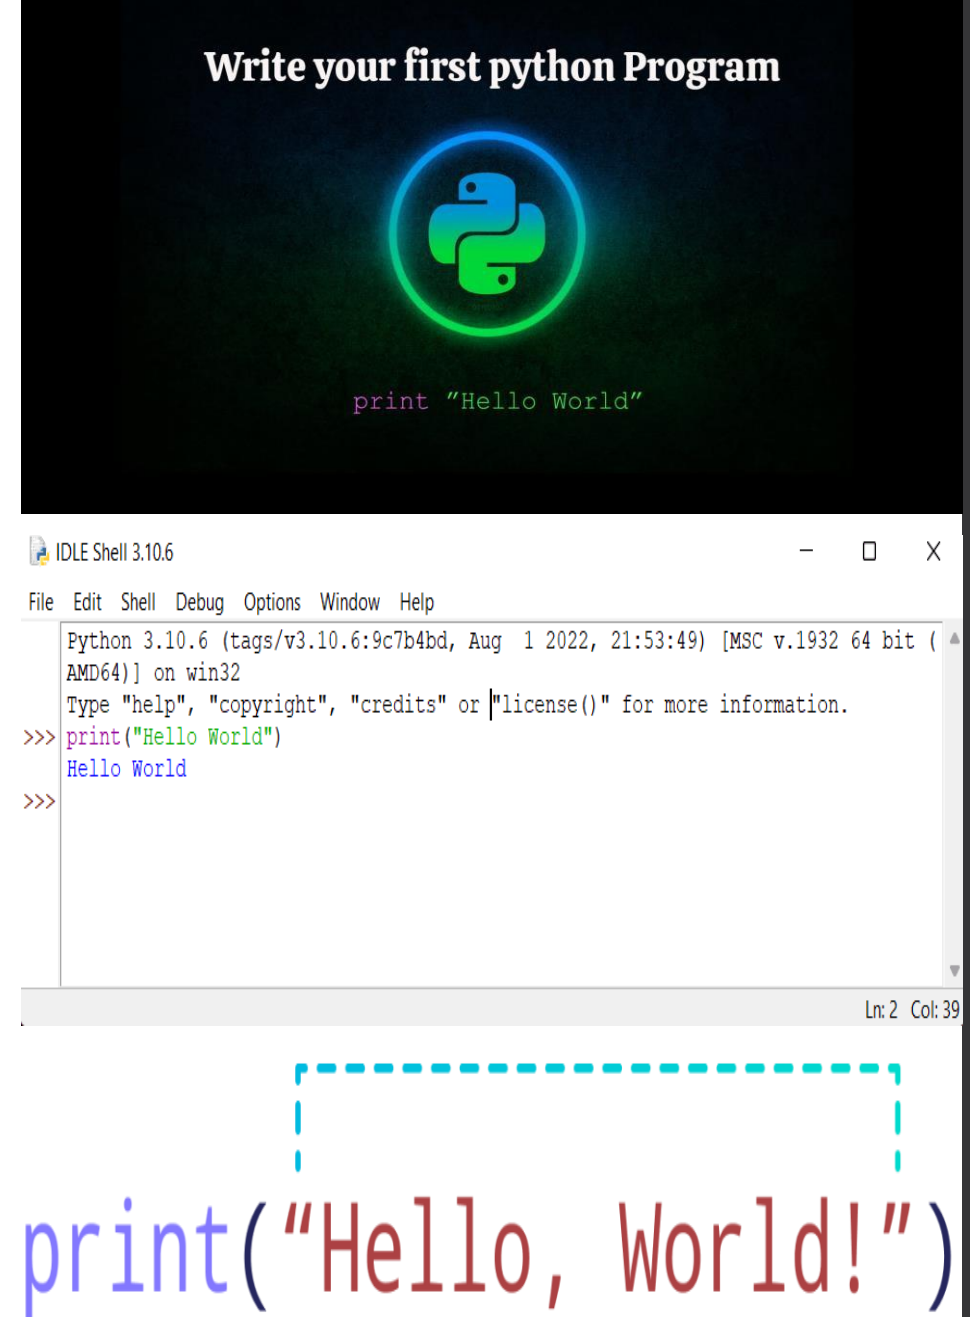 Write your first python Program
print ”Hello World”
IDLE Shell 3.10.6
File Edit Shell Debug Options Window Help
Python 3.10.6 (tags/v3.10.6:9c7b4bd, Aug  1 2022, 21:53:49) [MSC v.1932 64 bit (
AMD64)] on win32
Type "help", "copyright", "credits" or "license()" for more information.
>>> print("Hello World")
Hello World
>>>
Ln: 2 Col: 39
print(“Hello, World!”)